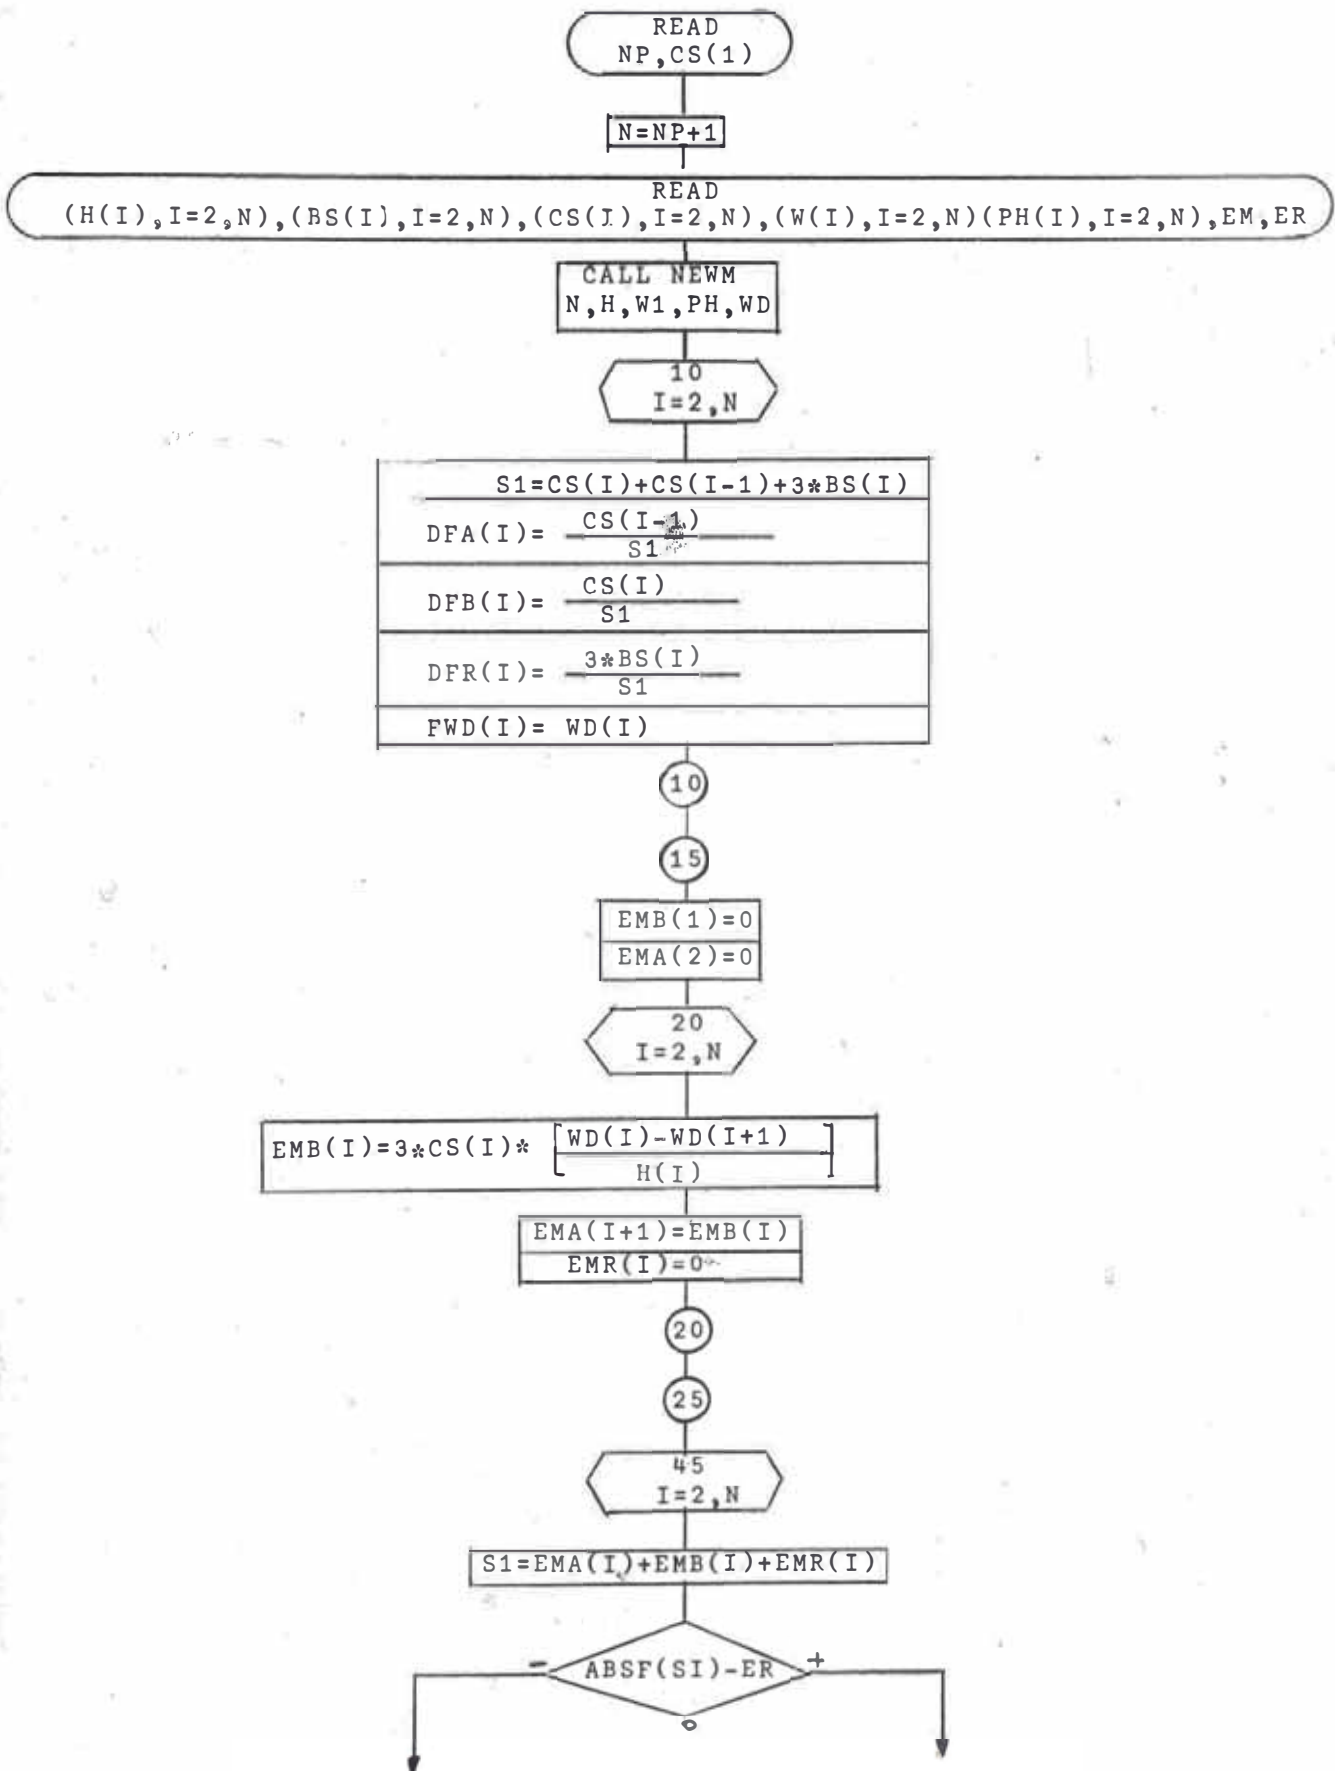 READ
NP,CS(1)
N=NP+1
READ
(H(I),I=2,N),(BS(I),I=2,N),(CS(I),I=2,N),(W(I),I=2,N)(PH(I),I=2,N),EM,ER
CALL NEWM
N,H,W1,PH,WD
10
I=2,N
S1=CS(I)+CS(I-1)+3*BS(I)
DFA(I)= CS(I-1)
S1
DFB(I)= CS(I)
S1
DFR(I)= 3*BS(I)
S1
FWD(I)= WD(I)
10
15
EMB(1)=0
EMA(2)=0
20
I=2,N
EMB(I)=3*CS(I)* [WD(I)-WD(I+1)]
H(I)
EMA(I+1)=EMB(I)
EMR(I)=0
20
25
45
I=2,N
S1=EMA(I)+EMB(I)+EMR(I)
- ABSF(SI)-ER +
0